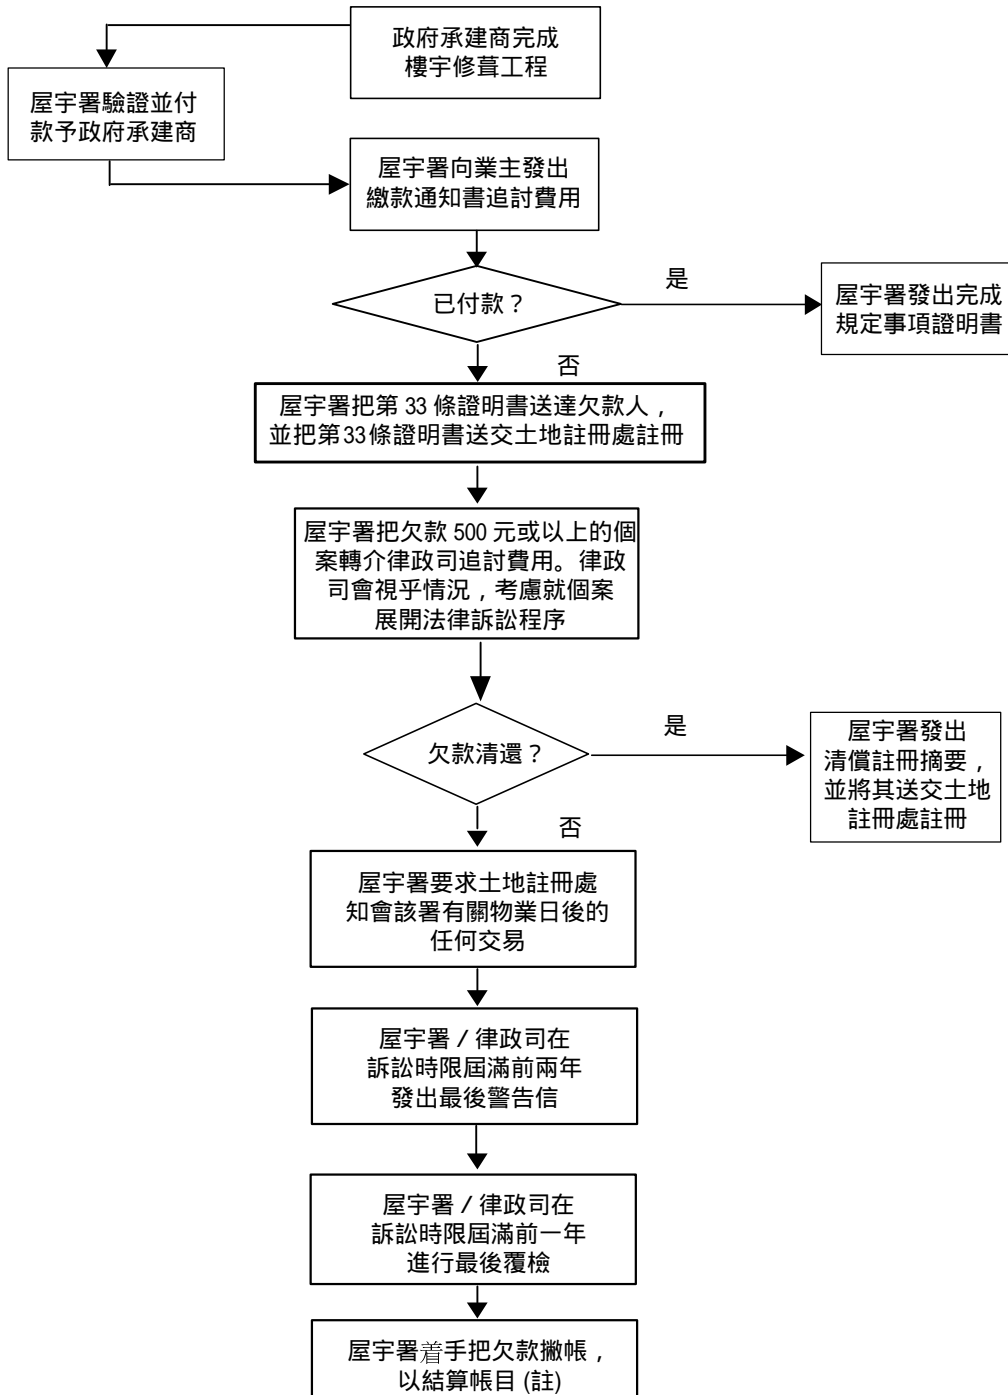 政府承建商完成
樓宇修葺工程
屋宇署驗證並付
款予政府承建商
屋宇署向業主發出
繳款通知書追討費用
已付款？
是
屋宇署發出完成
規定事項證明書
否
屋宇署把第 33 條證明書送達欠款人，
並把第33條證明書送交土地註冊處註冊
屋宇署把欠款 500 元或以上的個
案轉介律政司追討費用。律政
司會視乎情況，考慮就個案
展開法律訴訟程序
欠款清還？
是
屋宇署發出
清償註冊摘要，
並將其送交土地
註冊處註冊
否
屋宇署要求土地註冊處
知會該署有關物業日後的
任何交易
屋宇署 / 律政司在
訴訟時限屆滿前兩年
發出最後警告信
屋宇署 / 律政司在
訴訟時限屆滿前一年
進行最後覆檢
屋宇署着手把欠款撇帳，
以結算帳目 (註)